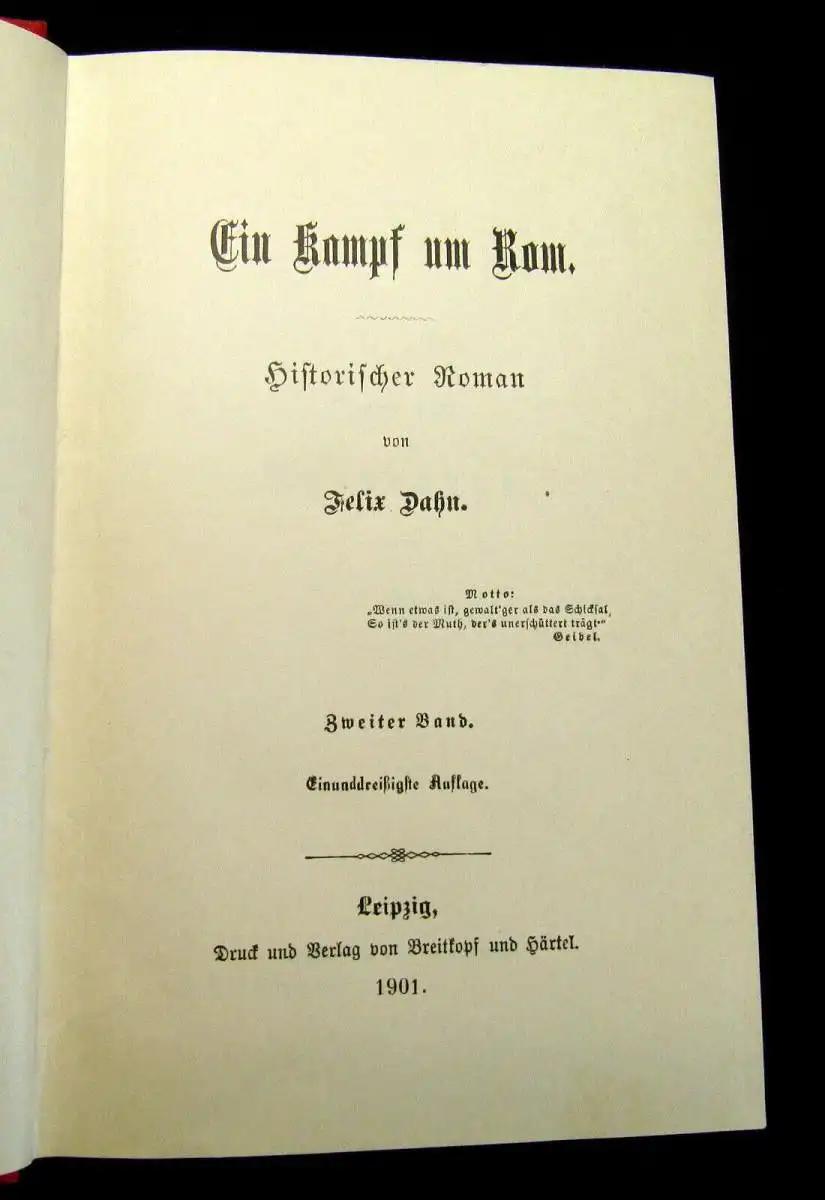 Ein Kampf um Rom.
Hiſtoriſcher Roman
von
Felix Dahn.
Motto:
„Wenn etwas iſt, gewalt'ger als das Schickſal,
So iſt's der Muth, der's unerſchüttert trägt“
Geibel.
Zweiter Band.
Einunddreißigſte Auflage.
Leipzig,
Druck und Verlag von Breitkopf und Härtel.
1901.